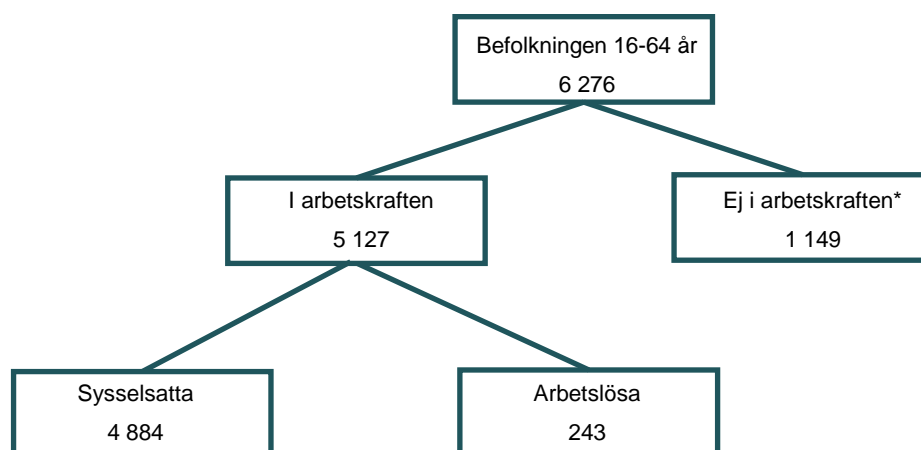 Befolkningen 16-64 år
6 276
I arbetskraften
5 127
Ej i arbetskraften*
1 149
Sysselsatta
4 884
Arbetslösa
243